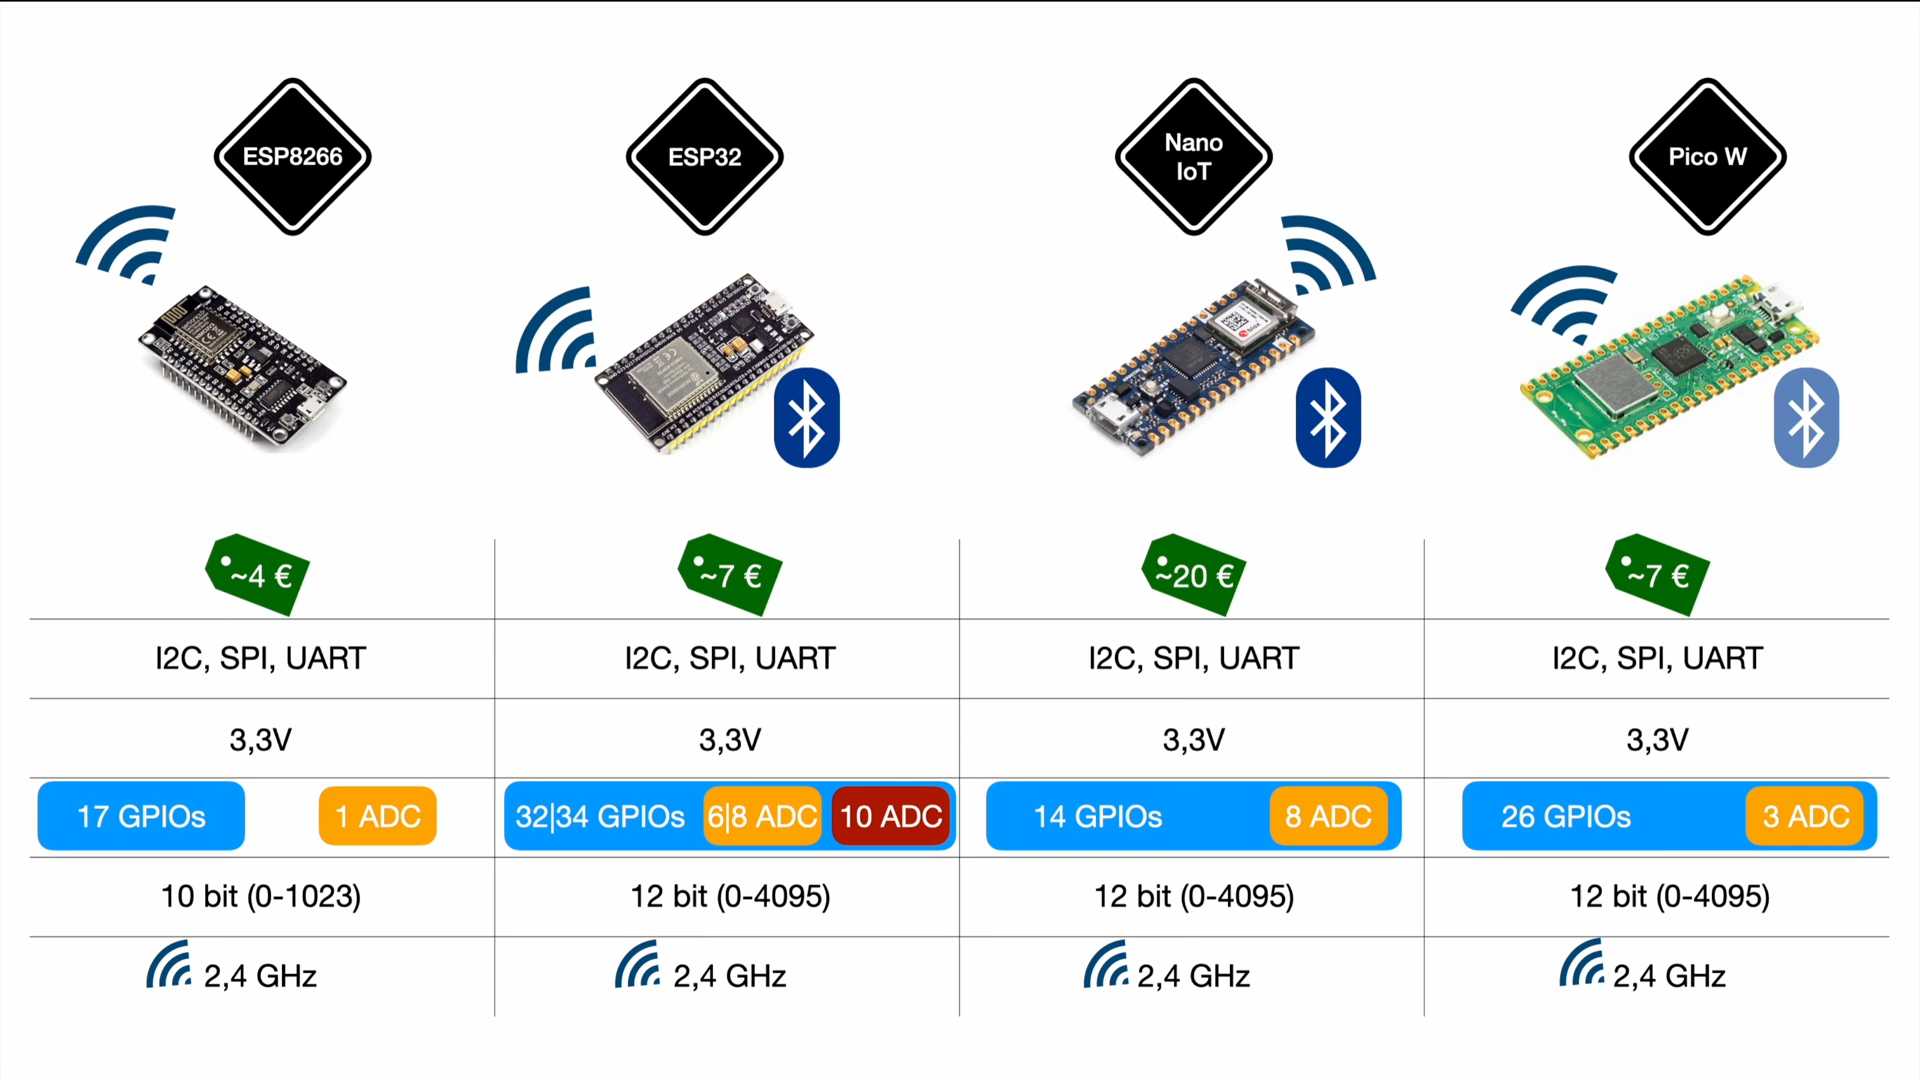 ESP8266
ESP32
Nano
IoT
Pico W
~4 €
~7 €
~20 €
~7 €
I2C, SPI, UART
I2C, SPI, UART
I2C, SPI, UART
I2C, SPI, UART
3,3V
3,3V
3,3V
3,3V
17 GPIOs
1 ADC
32|34 GPIOs
6|8 ADC
10 ADC
14 GPIOs
8 ADC
26 GPIOs
3 ADC
10 bit (0-1023)
12 bit (0-4095)
12 bit (0-4095)
12 bit (0-4095)
2,4 GHz
2,4 GHz
2,4 GHz
2,4 GHz